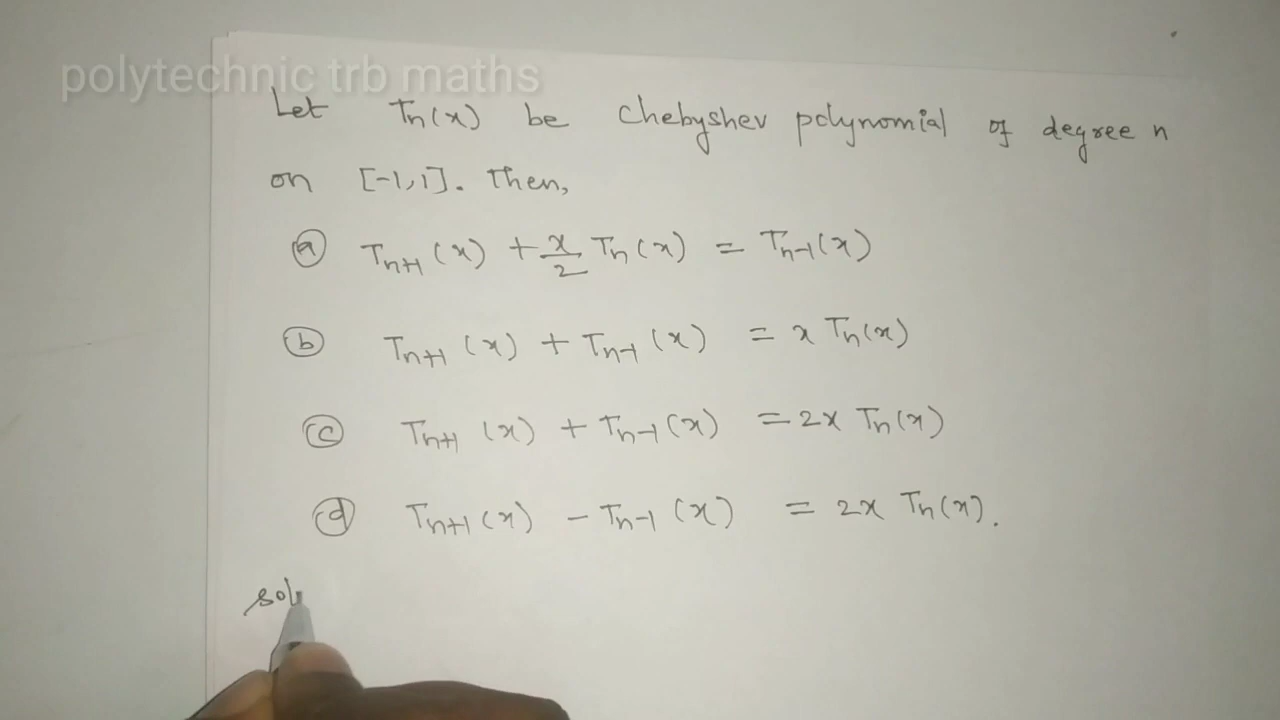 polytechnic trb maths
Let Tn(x) be Chebyshev polynomial of degree n
on [-1,1]. Then,
(a) Tn+1(x) + x/2 Tn(x) = Tn-1(x)
(b) Tn+1(x) + Tn-1(x) = x Tn(x)
(c) Tn+1(x) + Tn-1(x) = 2x Tn(x)
(d) Tn+1(x) - Tn-1(x) = 2x Tn(x).